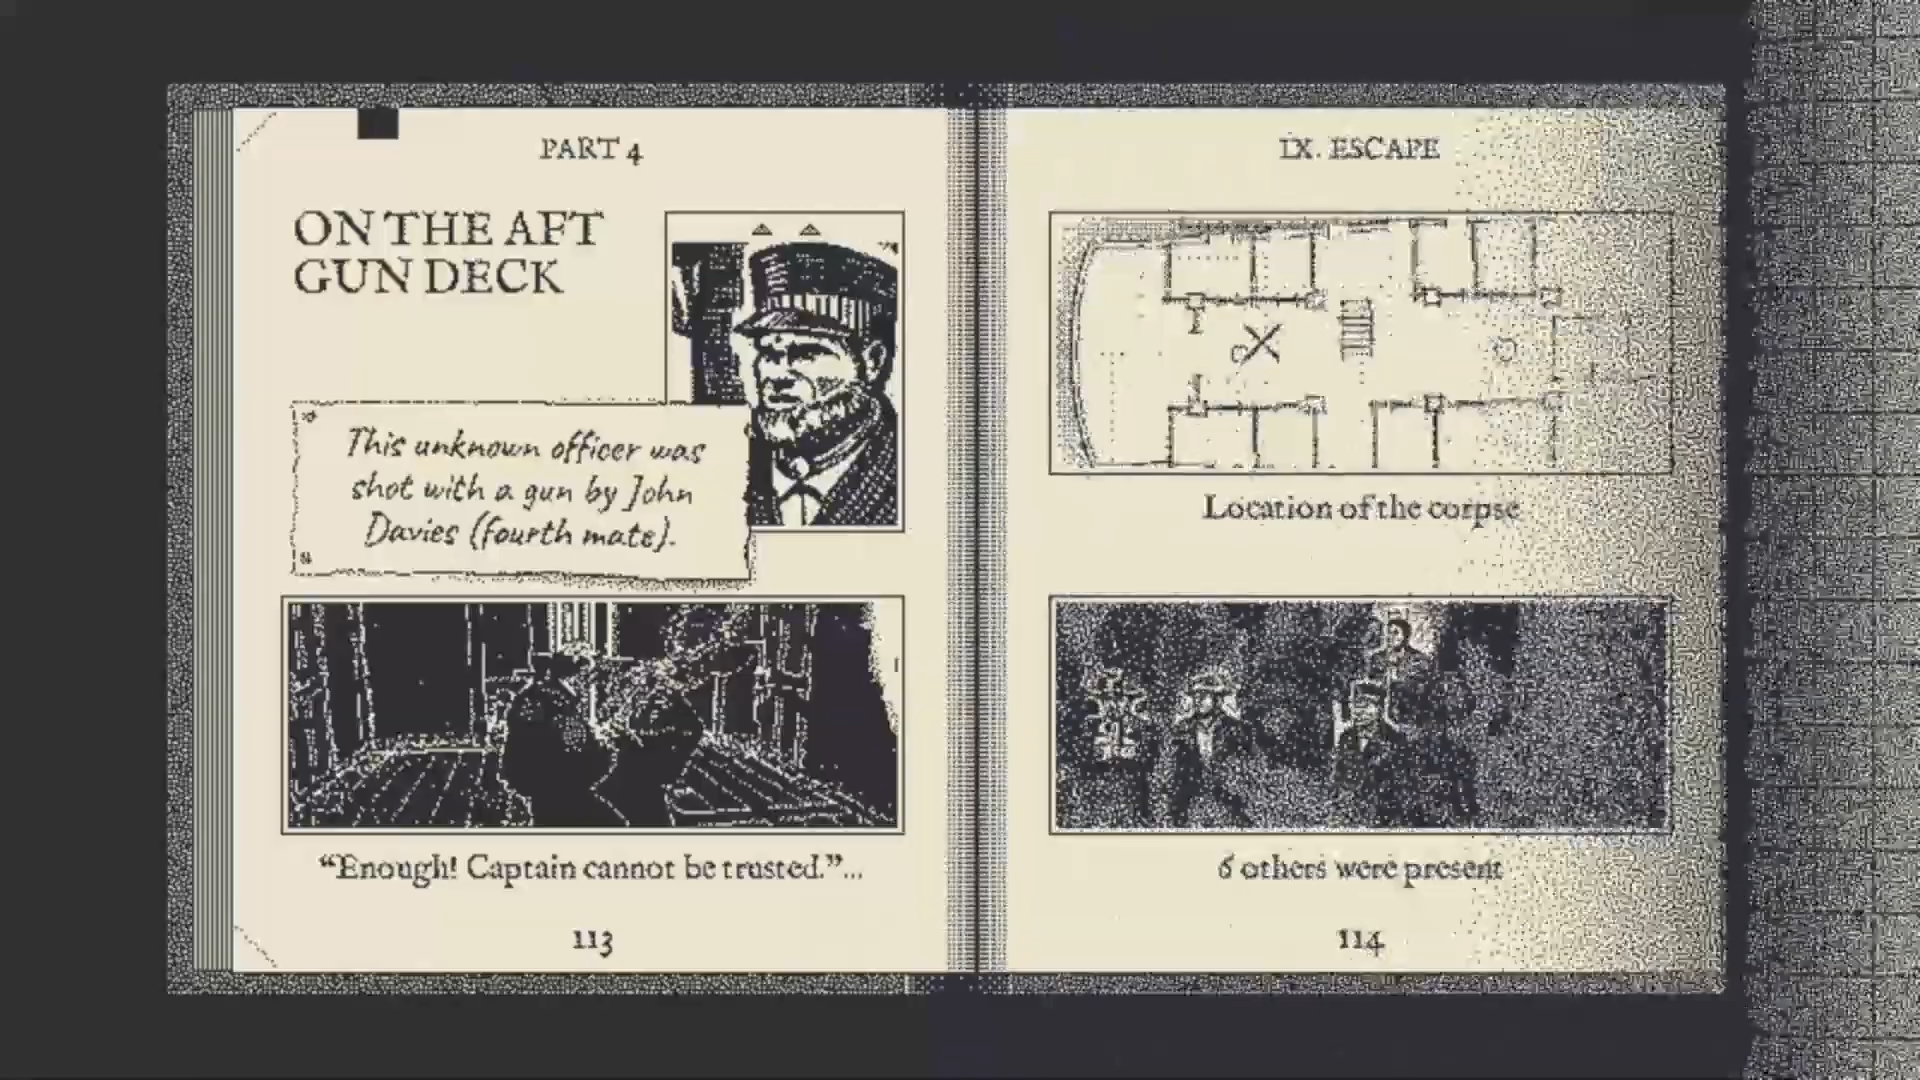 PART 4
ON THE AFT
GUN DECK
This unknown officer was
shot with a gun by John
Davies (fourth mate).
“Enough! Captain cannot be trusted.”...
113
IX. ESCAPE
Location of the corpse
6 others were present
114